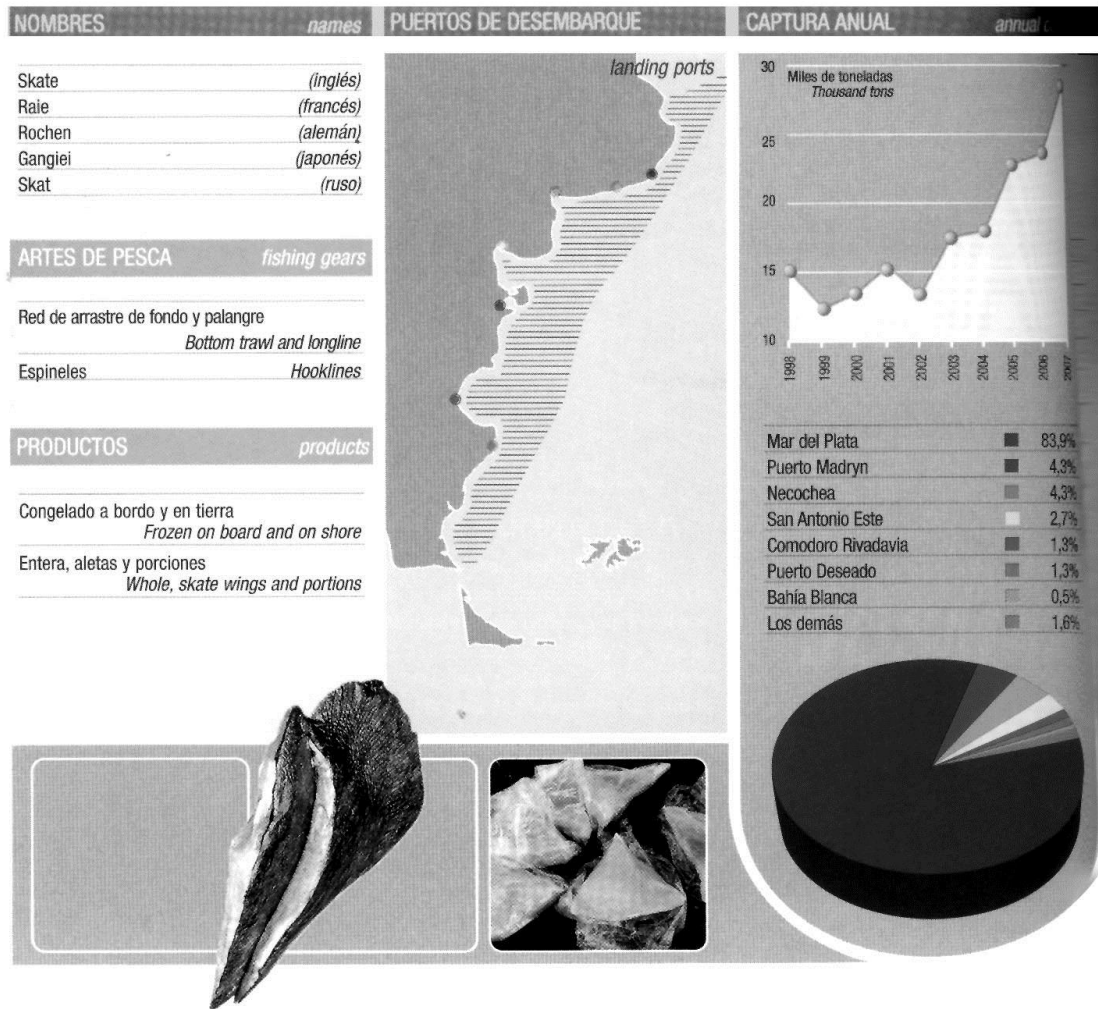 NOMBRES names
Skate (inglés)
Raie (francés)
Rochen (alemán)
Gangiei (japonés)
Skat (ruso)
ARTES DE PESCA fishing gears
Red de arrastre de fondo y palangre
Bottom trawl and longline
Espineles Hooklines
PRODUCTOS products
Congelado a bordo y en tierra
Frozen on board and on shore
Entera, aletas y porciones
Whole, skate wings and portions
PUERTOS DE DESEMBARQUE
landing ports
CAPTURA ANUAL annual
30
Miles de toneladas
Thousand tons
25
20
15
10
1998 1999 2000 2001 2002 2003 2004 2005 2006 2007
Mar del Plata 83,9%
Puerto Madryn 4,3%
Necochea 4,3%
San Antonio Este 2,7%
Comodoro Rivadavia 1,3%
Puerto Deseado 1,3%
Bahía Blanca 0,5%
Los demás 1,6%